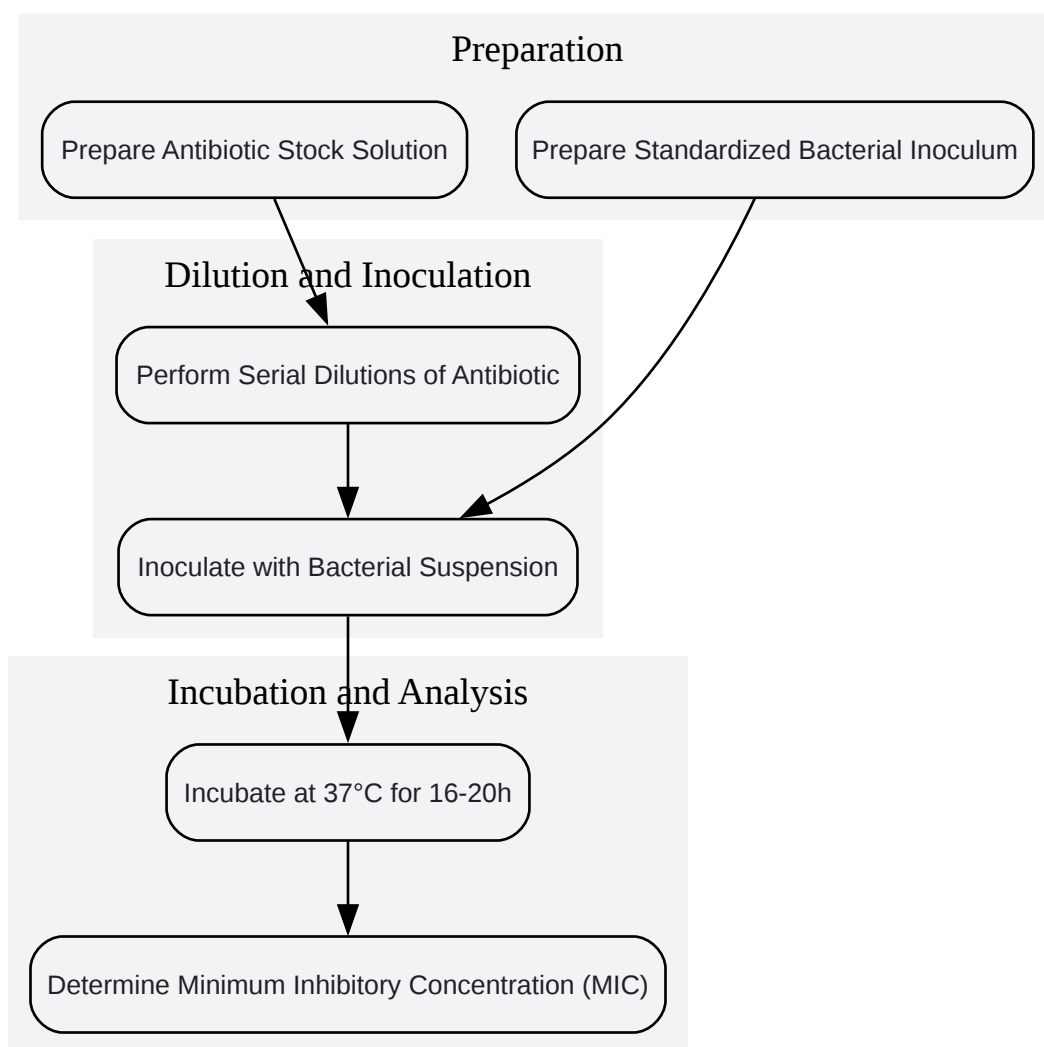 Preparation
Prepare Antibiotic Stock Solution
Prepare Standardized Bacterial Inoculum
Dilution and Inoculation
Perform Serial Dilutions of Antibiotic
Inoculate with Bacterial Suspension
Incubation and Analysis
Incubate at 37°C for 16-20h
Determine Minimum Inhibitory Concentration (MIC)